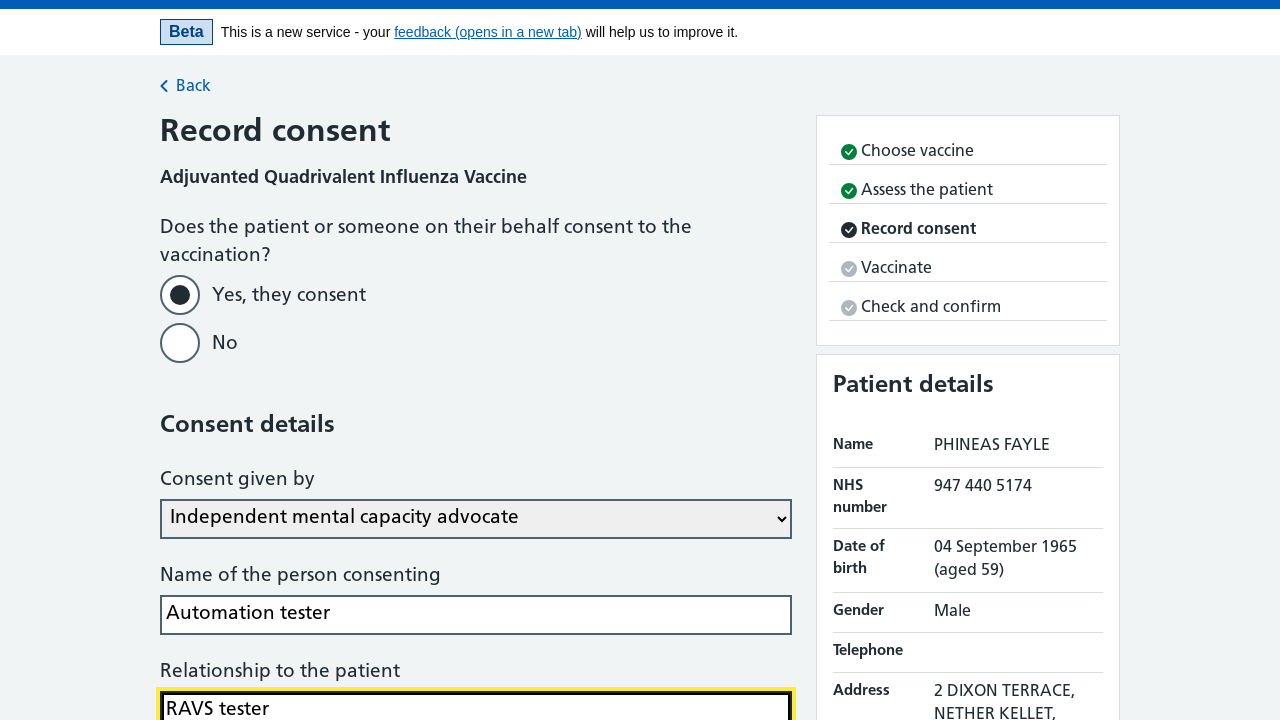 Beta This is a new service - your feedback (opens in a new tab) will help us to improve it.
Back
Record consent
Adjuvanted Quadrivalent Influenza Vaccine
Does the patient or someone on their behalf consent to the
vaccination?
Yes, they consent
No
Consent details
Consent given by
Independent mental capacity advocate
Name of the person consenting
Automation tester
Relationship to the patient
RAVS tester
Choose vaccine
Assess the patient
Record consent
Vaccinate
Check and confirm
Patient details
Name PHINEAS FAYLE
NHS 947 440 5174
number
Date of 04 September 1965
birth (aged 59)
Gender Male
Telephone
Address 2 DIXON TERRACE,
NETHER KELLET,